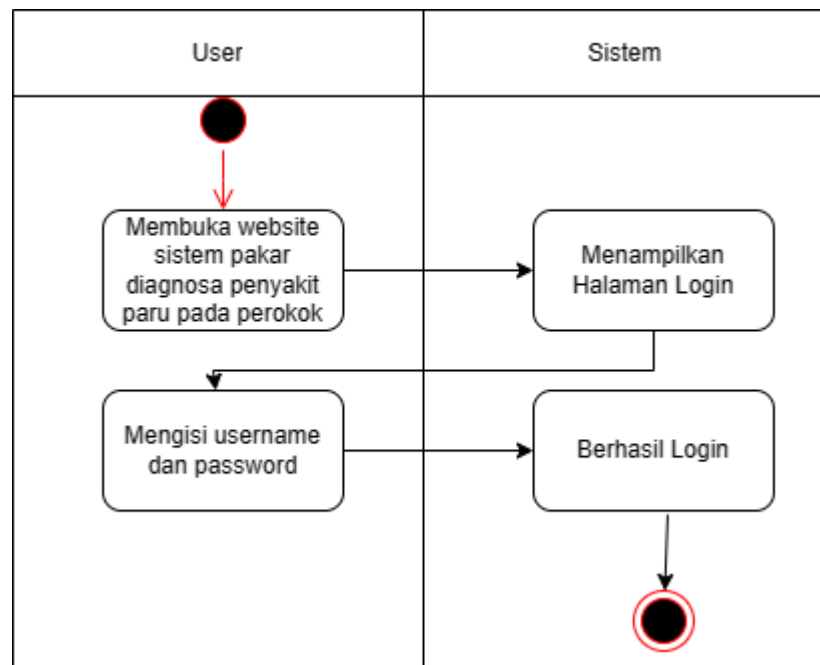 User
Sistem
Membuka website
sistem pakar
diagnosa penyakit
paru pada perokok
Menampilkan
Halaman Login
Mengisi username
dan password
Berhasil Login